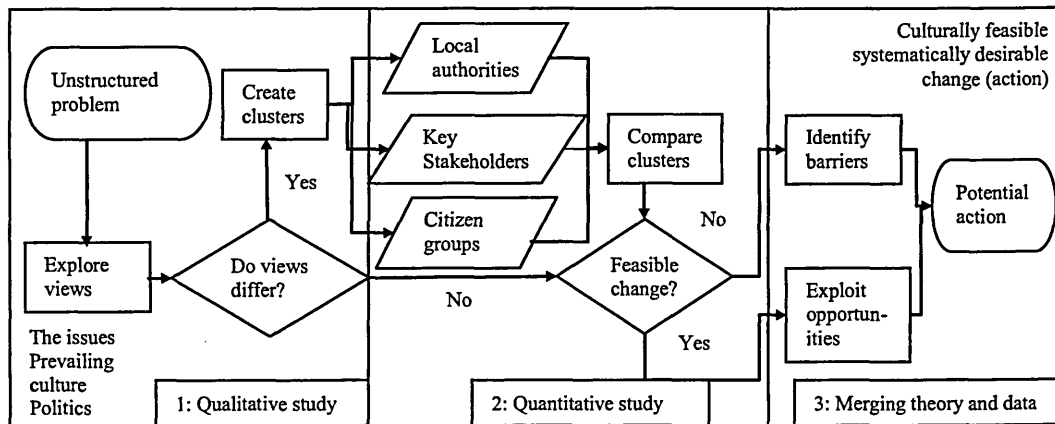 Unstructured
problem
Explore
views
The issues
Prevailing
culture
Politics
Do views
differ?
Yes
Create
clusters
1: Qualitative study
Local
authorities
Key
Stakeholders
Citizen
groups
No
Compare
clusters
Feasible
change?
No
Yes
2: Quantitative study
Culturally feasible
systematically desirable
change (action)
Identify
barriers
Exploit
opportun-
ities
Potential
action
3: Merging theory and data